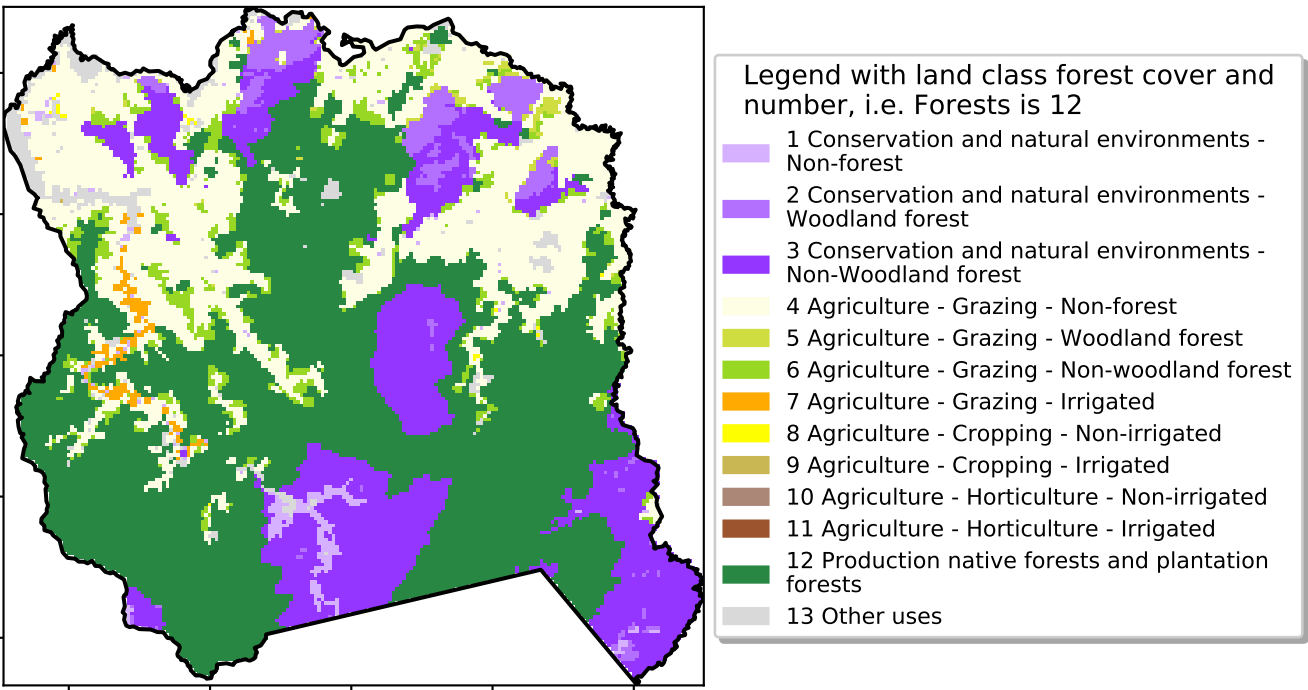 Legend with land class forest cover and
number, i.e. Forests is 12
1 Conservation and natural environments -
Non-forest
2 Conservation and natural environments -
Woodland forest
3 Conservation and natural environments -
Non-Woodland forest
4 Agriculture - Grazing - Non-forest
5 Agriculture - Grazing - Woodland forest
6 Agriculture - Grazing - Non-woodland forest
7 Agriculture - Grazing - Irrigated
8 Agriculture - Cropping - Non-irrigated
9 Agriculture - Cropping - Irrigated
10 Agriculture - Horticulture - Non-irrigated
11 Agriculture - Horticulture - Irrigated
12 Production native forests and plantation
forests
13 Other uses